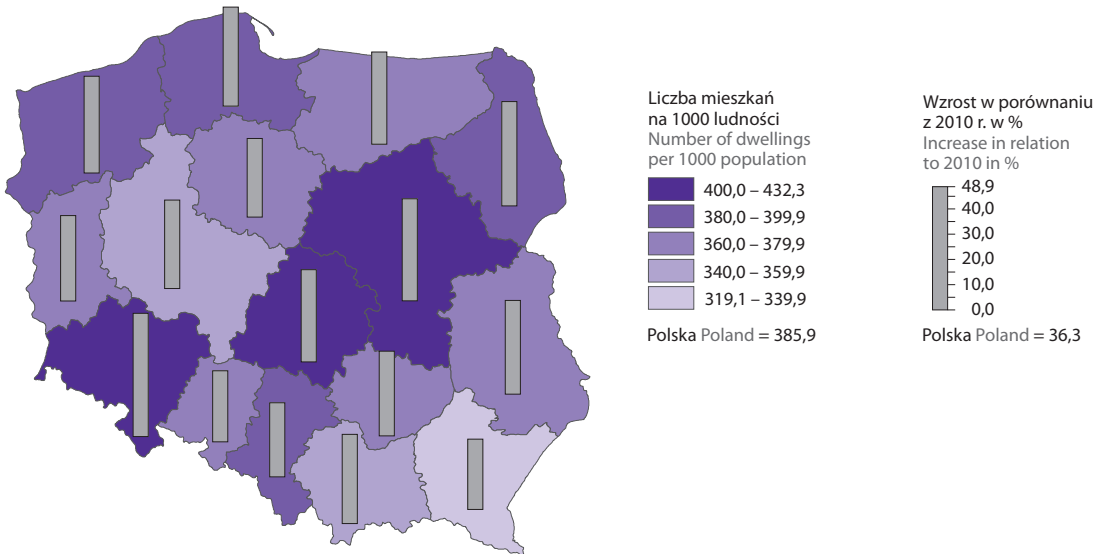 Liczba mieszkań
na 1000 ludności
Number of dwellings
per 1000 population
400,0 – 432,3
380,0 – 399,9
360,0 – 379,9
340,0 – 359,9
319,1 – 339,9
Polska Poland = 385,9
Wzrost w porównaniu
z 2010 r. w %
Increase in relation
to 2010 in %
48,9
40,0
30,0
20,0
10,0
0,0
Polska Poland = 36,3